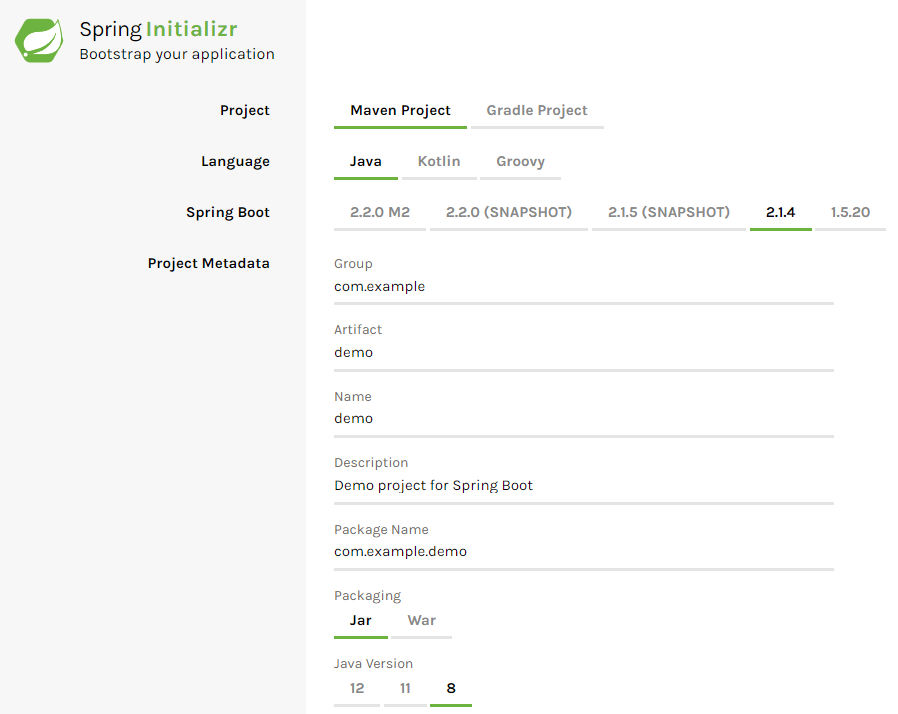 Spring Initializr
Bootstrap your application
Project
Maven Project Gradle Project
Language
Java Kotlin Groovy
Spring Boot
2.2.0 M2 2.2.0 (SNAPSHOT) 2.1.5 (SNAPSHOT) 2.1.4 1.5.20
Project Metadata
Group
com.example
Artifact
demo
Name
demo
Description
Demo project for Spring Boot
Package Name
com.example.demo
Packaging
Jar War
Java Version
12 11 8